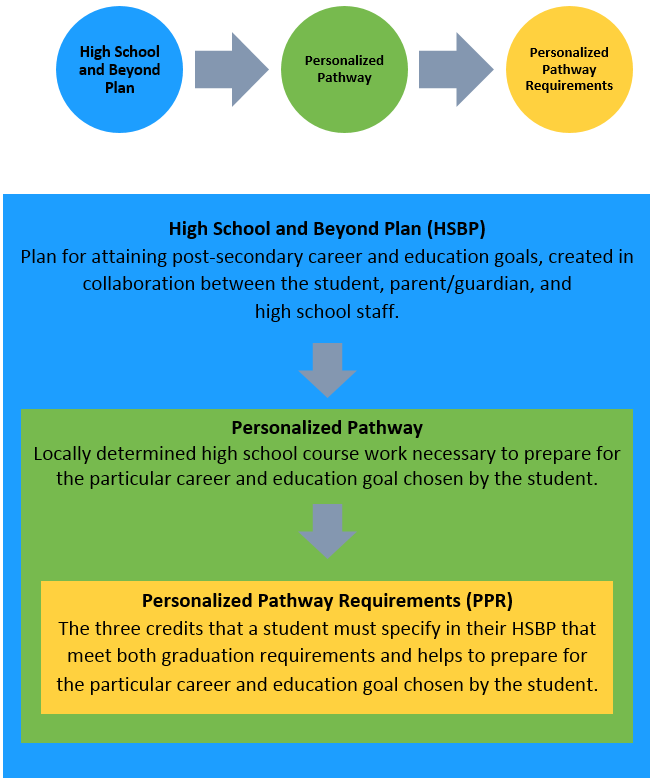 High School
and Beyond
Plan
Personalized
Pathway
Personalized
Pathway
Requirements
High School and Beyond Plan (HSBP)
Plan for attaining post-secondary career and education goals, created in
collaboration between the student, parent/guardian, and
high school staff.
Personalized Pathway
Locally determined high school course work necessary to prepare for
the particular career and education goal chosen by the student.
Personalized Pathway Requirements (PPR)
The three credits that a student must specify in their HSBP that
meet both graduation requirements and helps to prepare for
the particular career and education goal chosen by the student.